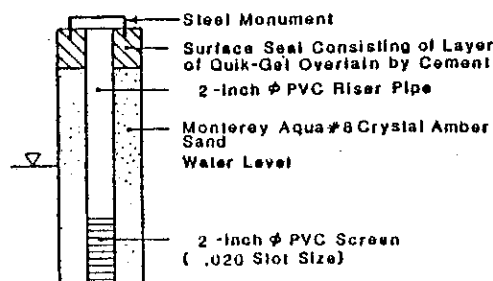 Steel Monument
Surface Seal Consisting of Layer
of Quik-Gel Overlain by Cement
2-Inch ϕ PVC Riser Pipe
Monterey Aqua #8 Crystal Amber
Sand
Water Level
2-Inch ϕ PVC Screen
( .020 Slot Size)